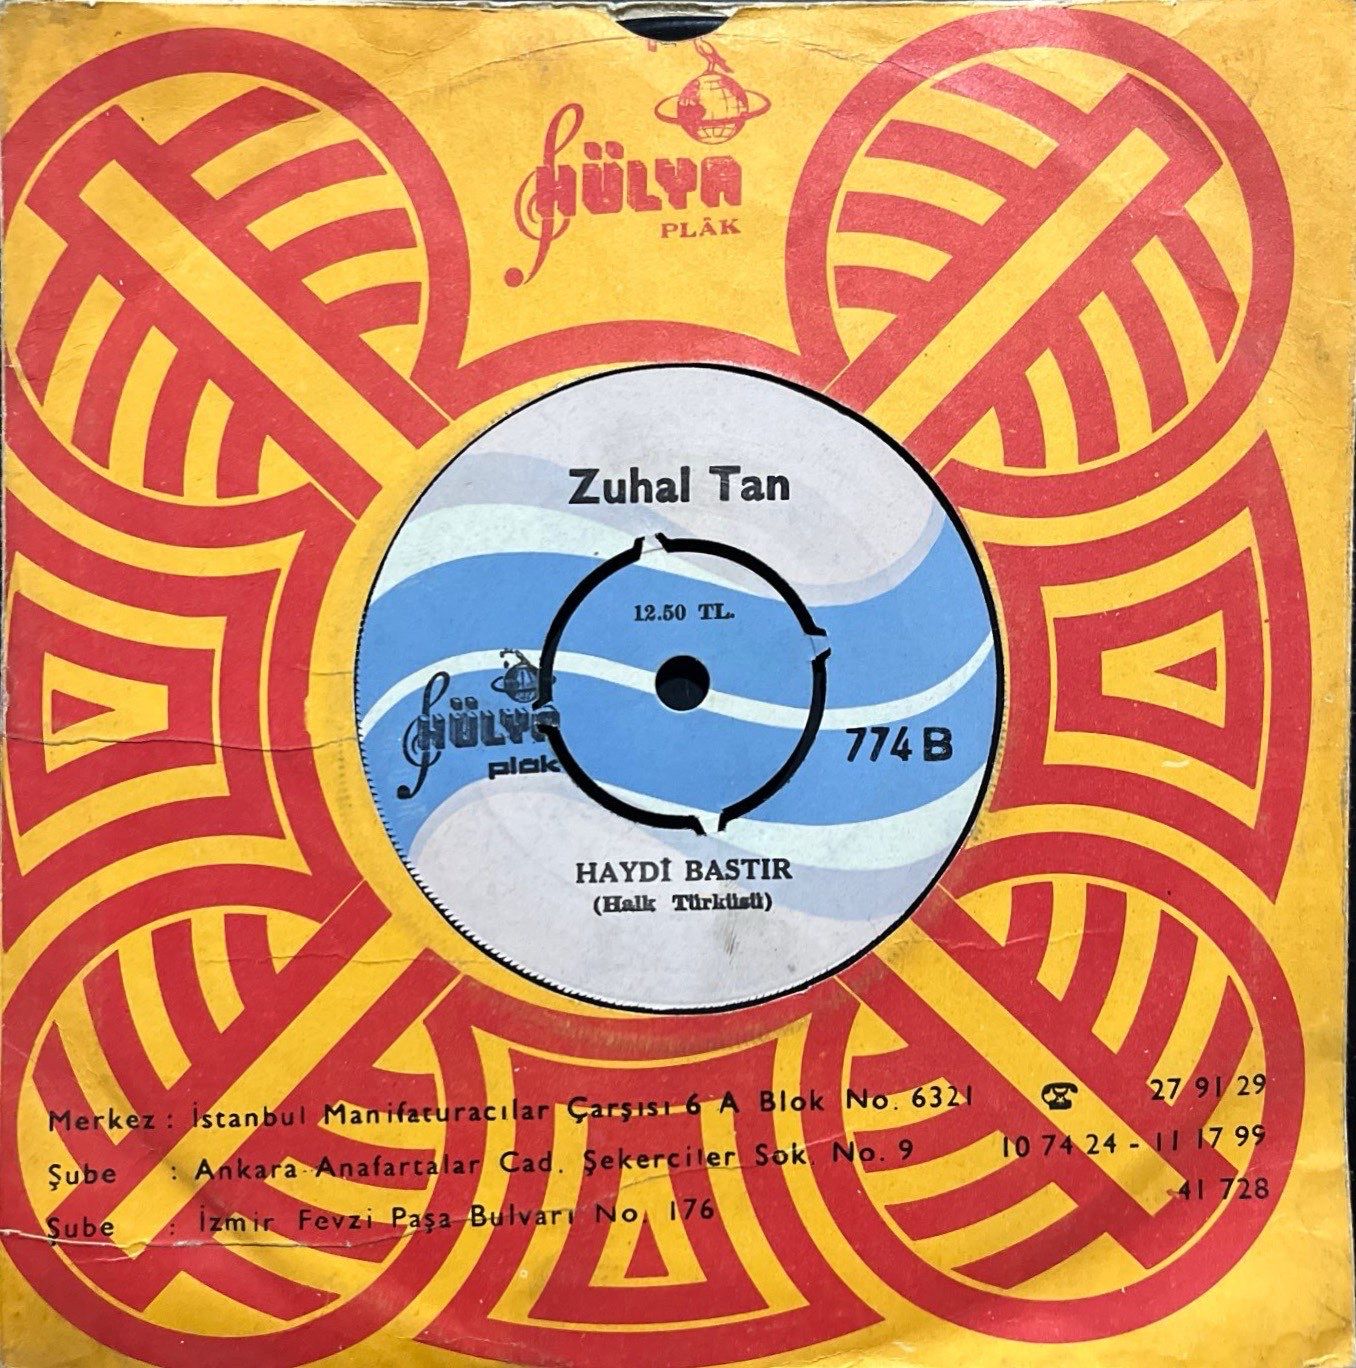 HÜLYA
PLÂK
Zuhal Tan
12.50 TL.
HÜLYA
plak
774 B
HAYDİ BASTIR
(Halk Türküsü)
Merkez : İstanbul Manifaturacılar Çarşısı 6 A Blok No. 6321 ☎ 27 91 29
Şube : Ankara Anafartalar Cad. Şekerciler Sok. No. 9 10 74 24 - 11 17 99
Şube : İzmir Fevzi Paşa Bulvarı No. 176 41 728